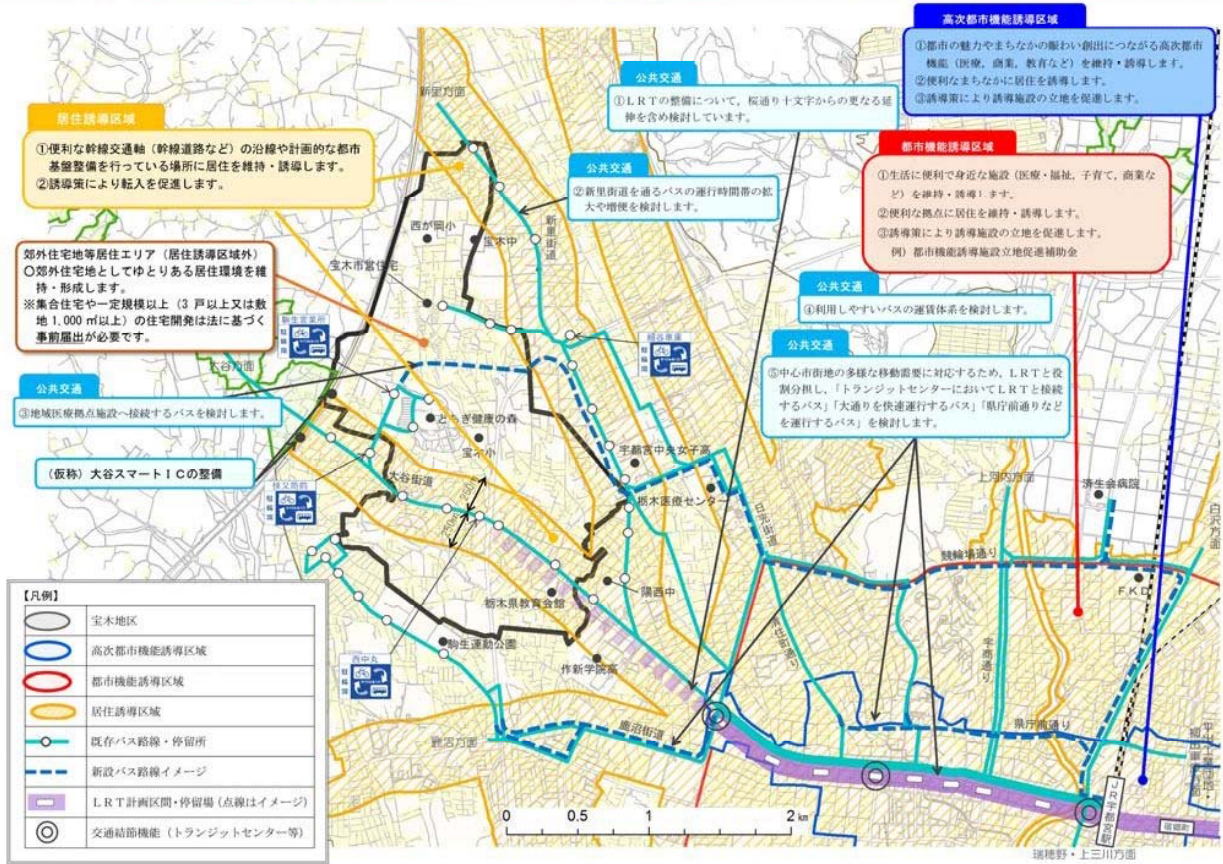 高次都市機能誘導区域
①都市の魅力やまちなかの賑わい創出につながる高次都市
機能（医療，商業，教育など）を維持・誘導します。
②便利なまちなかに居住を誘導します。
③誘導策により誘導施設の立地を促進します。
公共交通
①ＬＲＴの整備について，桜通り十文字からの更なる延
伸を含め検討しています。
居住誘導区域
①便利な幹線交通軸（幹線道路など）の沿線や計画的な都市
基盤整備を行っている場所に居住を維持・誘導します。
②誘導策により転入を促進します。
都市機能誘導区域
①生活に便利で身近な施設（医療・福祉，子育て，商業な
ど）を維持・誘導します。
②便利な拠点に居住を維持・誘導します。
③誘導策により誘導施設の立地を促進します。
例）都市機能誘導施設立地促進補助金
公共交通
②新里街道を通るバスの運行時間帯の拡
大や増便を検討します。
郊外住宅地等居住エリア（居住誘導区域外）
〇郊外住宅地としてゆとりある居住環境を維
持・形成します。
※集合住宅や一定規模以上（3 戸以上又は敷
地 1,000 ㎡以上）の住宅開発は法に基づく
事前届出が必要です。
公共交通
④利用しやすいバスの運賃体系を検討します。
公共交通
⑤中心市街地の多様な移動需要に対応するため，ＬＲＴと役
割分担し，「トランジットセンターにおいてＬＲＴと接続
するバス」「大通りを快速運行するバス」「県庁前通りなど
を運行するバス」を検討します。
公共交通
③地域医療拠点施設へ接続するバスを検討します。
（仮称）大谷スマートＩＣの整備
新里方面
新里街道
西が岡小
宝木中
宝木市営住宅
駒生営業所
駐輪場
細谷車庫
駐輪場
大谷方面
とちぎ健康の森
宝木小
宇都宮中央女子高
栃木医療センター
大谷街道
250m
250m
駐輪場
上河内方面
済生会病院
白沢方面
日光街道
競輪場通り
ＦＫＤ
陽西中
栃木県教育会館
駒生運動公園
作新学院高
西中丸
駐輪場
宇商通り
県庁前通り
鹿沼街道
鹿沼方面
ＪＲ宇都宮駅
瑞穂野・上三川方面
0 0.5 1 2 km
【凡例】
宝木地区
高次都市機能誘導区域
都市機能誘導区域
居住誘導区域
既存バス路線・停留所
新設バス路線イメージ
ＬＲＴ計画区間・停留場（点線はイメージ）
交通結節機能（トランジットセンター等）